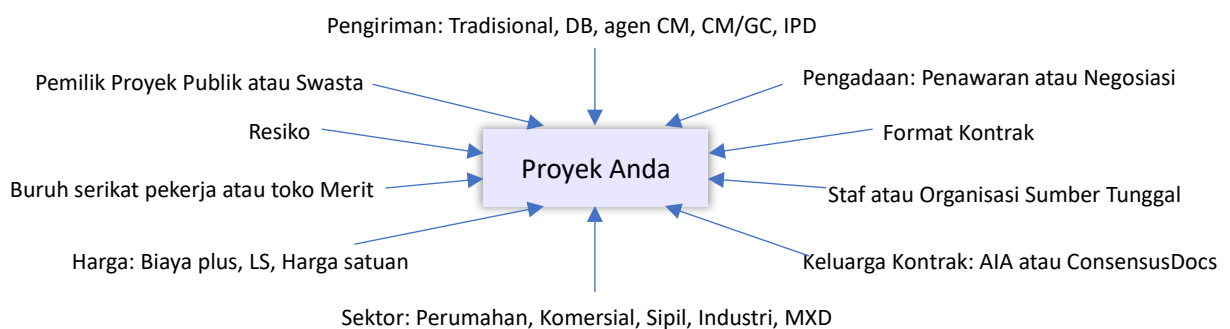 Pengiriman: Tradisional, DB, agen CM, CM/GC, IPD
Pemilik Proyek Publik atau Swasta
Pengadaan: Penawaran atau Negosiasi
Resiko
Format Kontrak
Proyek Anda
Buruh serikat pekerja atau toko Merit
Staf atau Organisasi Sumber Tunggal
Harga: Biaya plus, LS, Harga satuan
Keluarga Kontrak: AIA atau ConsensusDocs
Sektor: Perumahan, Komersial, Sipil, Industri, MXD